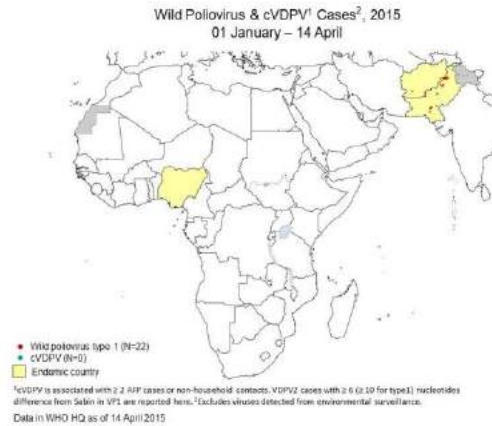 Wild Poliovirus & cVDPV¹ Cases², 2015
01 January – 14 April
Wild poliovirus type 1 (N=22)
cVDPV (N=0)
Endemic country
¹cVDPV is associated with ≥ 2 AFP cases or non-household contacts. VDPV2 cases with ≥ 6 (≥ 10 for type1) nucleotides
difference from Sabin in VP1 are reported here. ²Excludes viruses detected from environmental surveillance.
Data in WHO HQ as of 14 April 2015